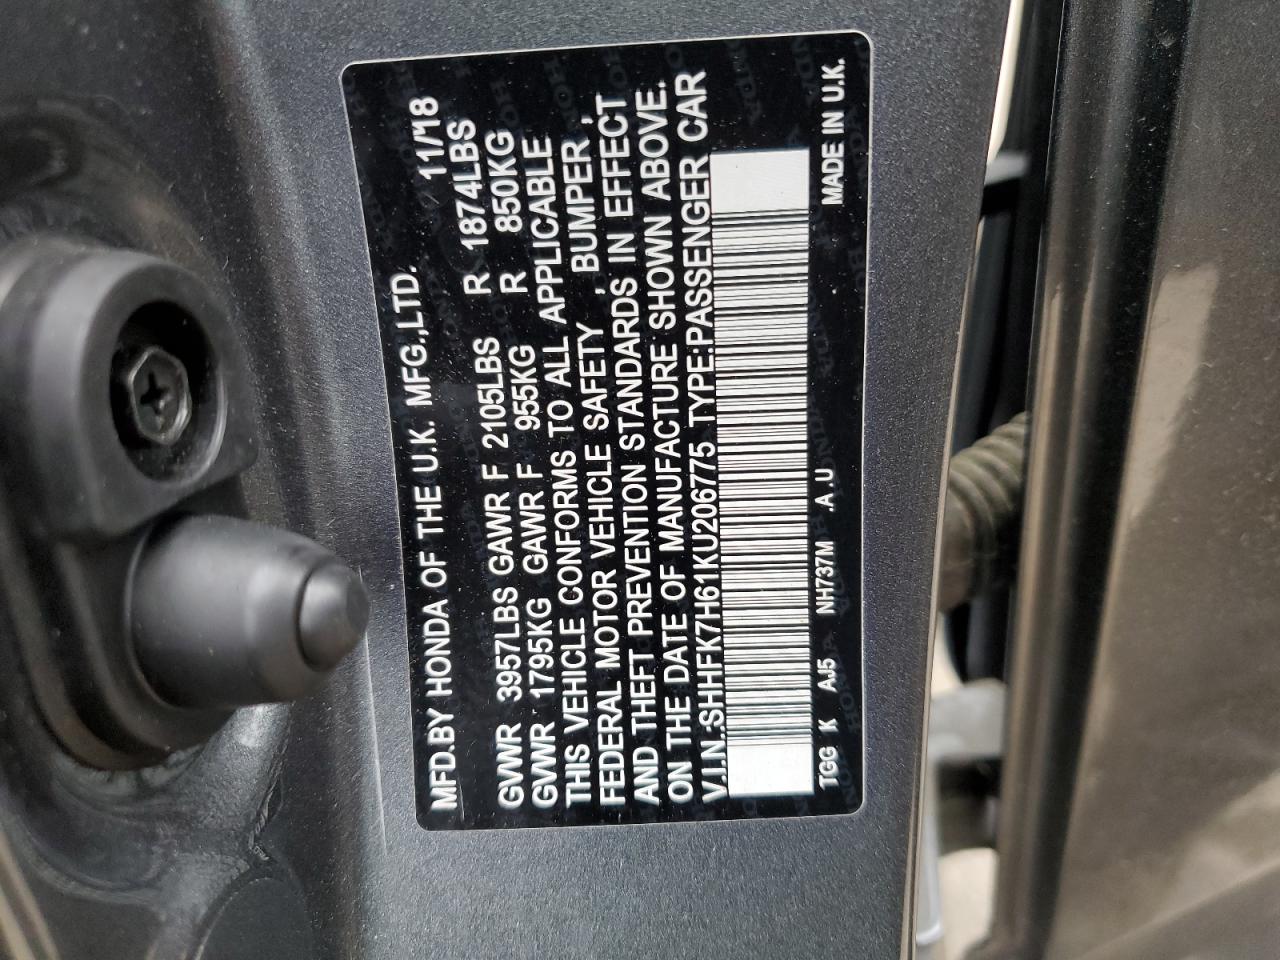 MFD.BY HONDA OF THE U.K. MFG.,LTD. 11/18
GVWR 3957LBS GAWR F 2105LBS R 1874LBS
GVWR 1795KG GAWR F 955KG R 850KG
THIS VEHICLE CONFORMS TO ALL APPLICABLE
FEDERAL MOTOR VEHICLE SAFETY , BUMPER ,
AND THEFT PREVENTION STANDARDS IN EFFECT
ON THE DATE OF MANUFACTURE SHOWN ABOVE.
V.I.N.:SHHFK7H61KU206775 TYPE:PASSENGER CAR
TGG K AJ5 NH737M .A .U MADE IN U.K.